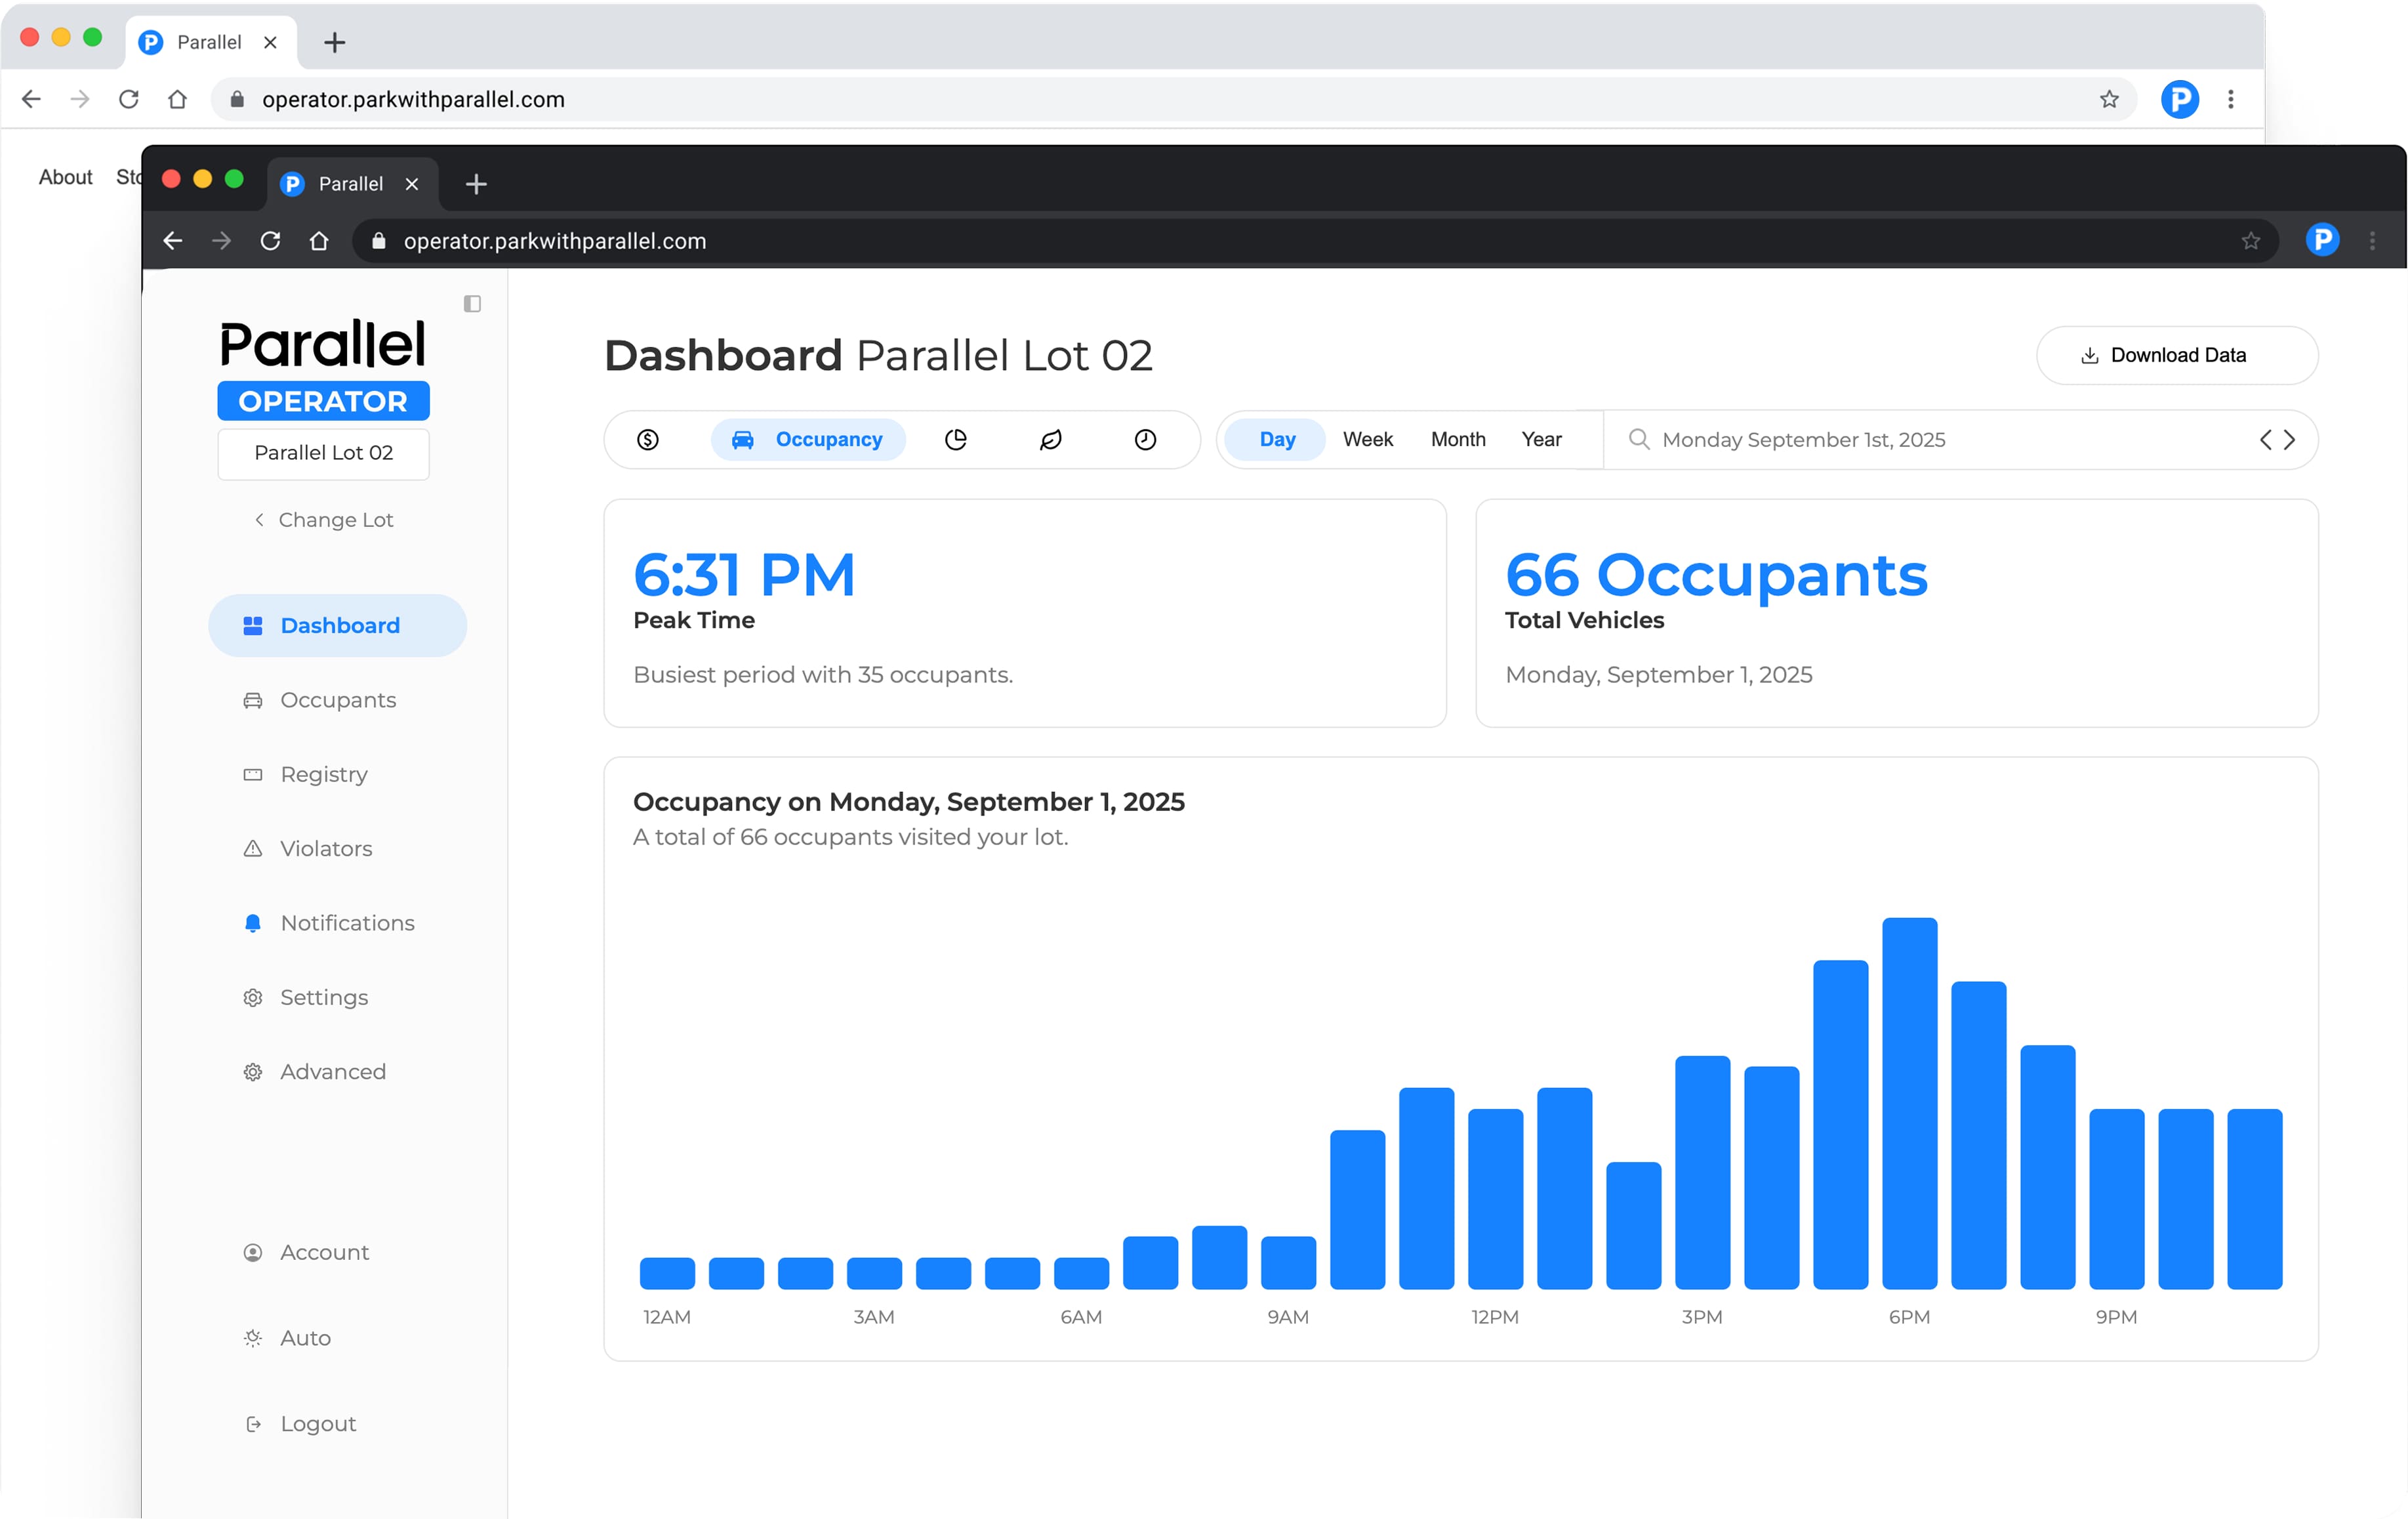 Parallel
operator.parkwithparallel.com
About Sto
Parallel
operator.parkwithparallel.com
Parallel
OPERATOR
Parallel Lot 02
Change Lot
Dashboard
Occupants
Registry
Violators
Notifications
Settings
Advanced
Account
Auto
Logout
Dashboard Parallel Lot 02
Download Data
Occupancy
Day Week Month Year
Monday September 1st, 2025
6:31 PM
Peak Time
Busiest period with 35 occupants.
66 Occupants
Total Vehicles
Monday, September 1, 2025
Occupancy on Monday, September 1, 2025
A total of 66 occupants visited your lot.
12AM 3AM 6AM 9AM 12PM 3PM 6PM 9PM